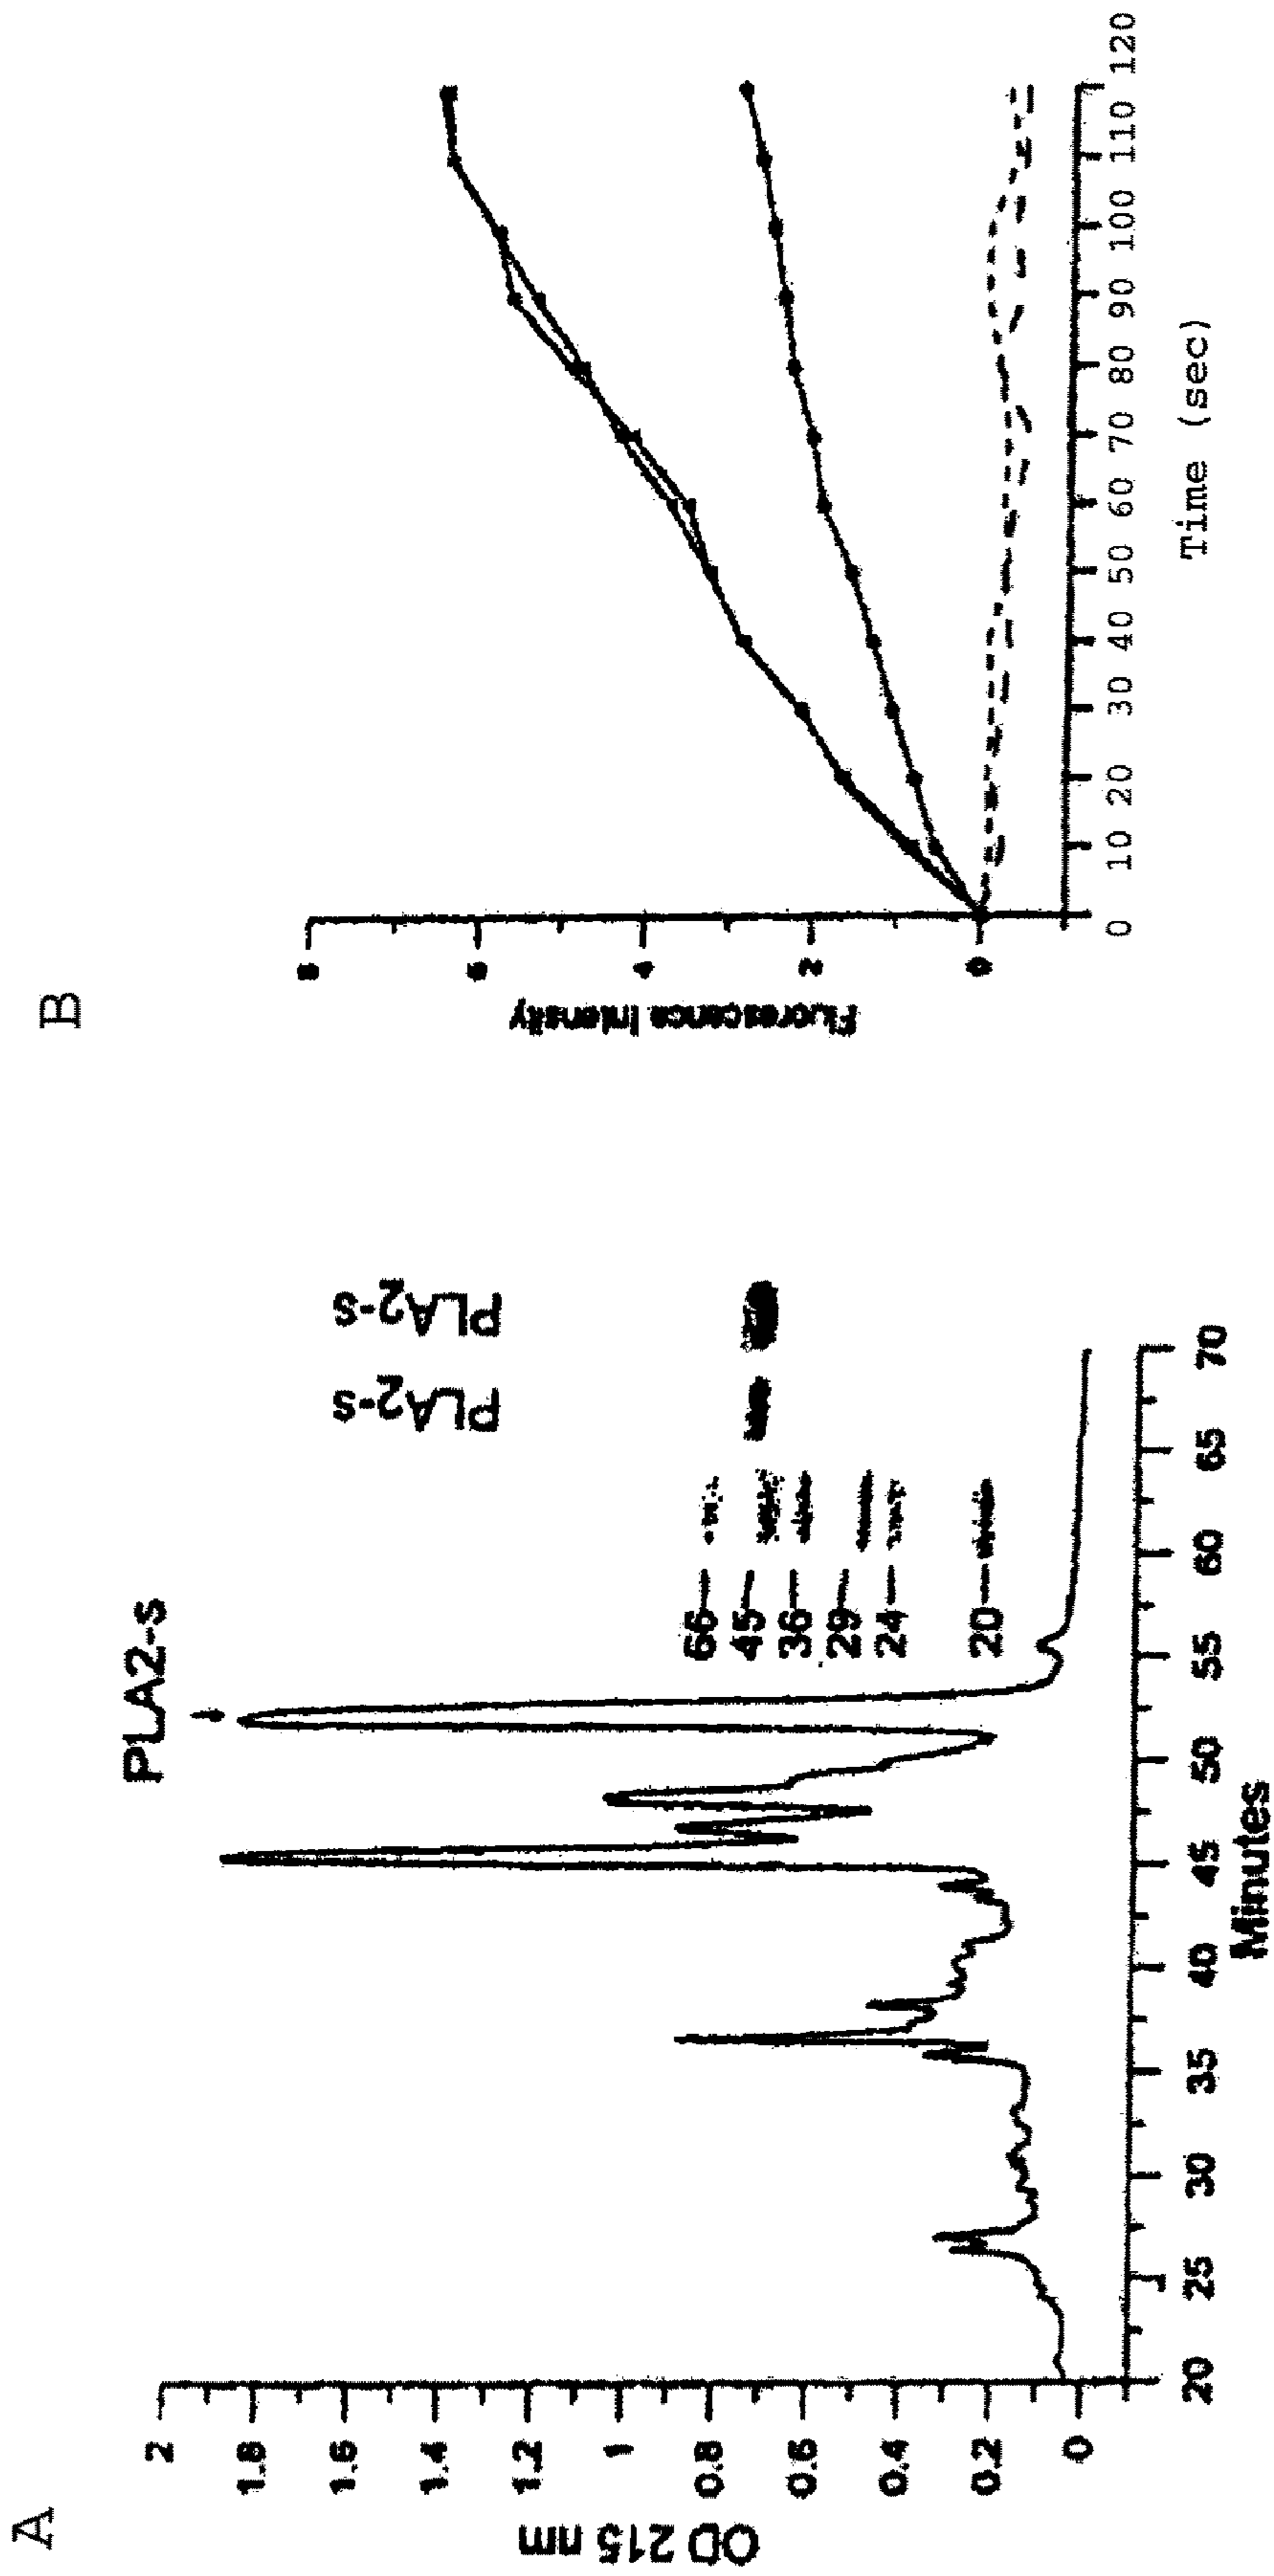 A
OD 215 nm
2
1.8
1.6
1.4
1.2
1
0.8
0.6
0.4
0.2
0
20 25 30 35 40 45 50 55 60 65 70
Minutes
PLA2-s
PLA2-s
PLA2-s
66
45
36
29
24
20
B
Fluorescence Intensity
8
6
4
2
0
0 10 20 30 40 50 60 70 80 90 100 110 120
Time (sec)